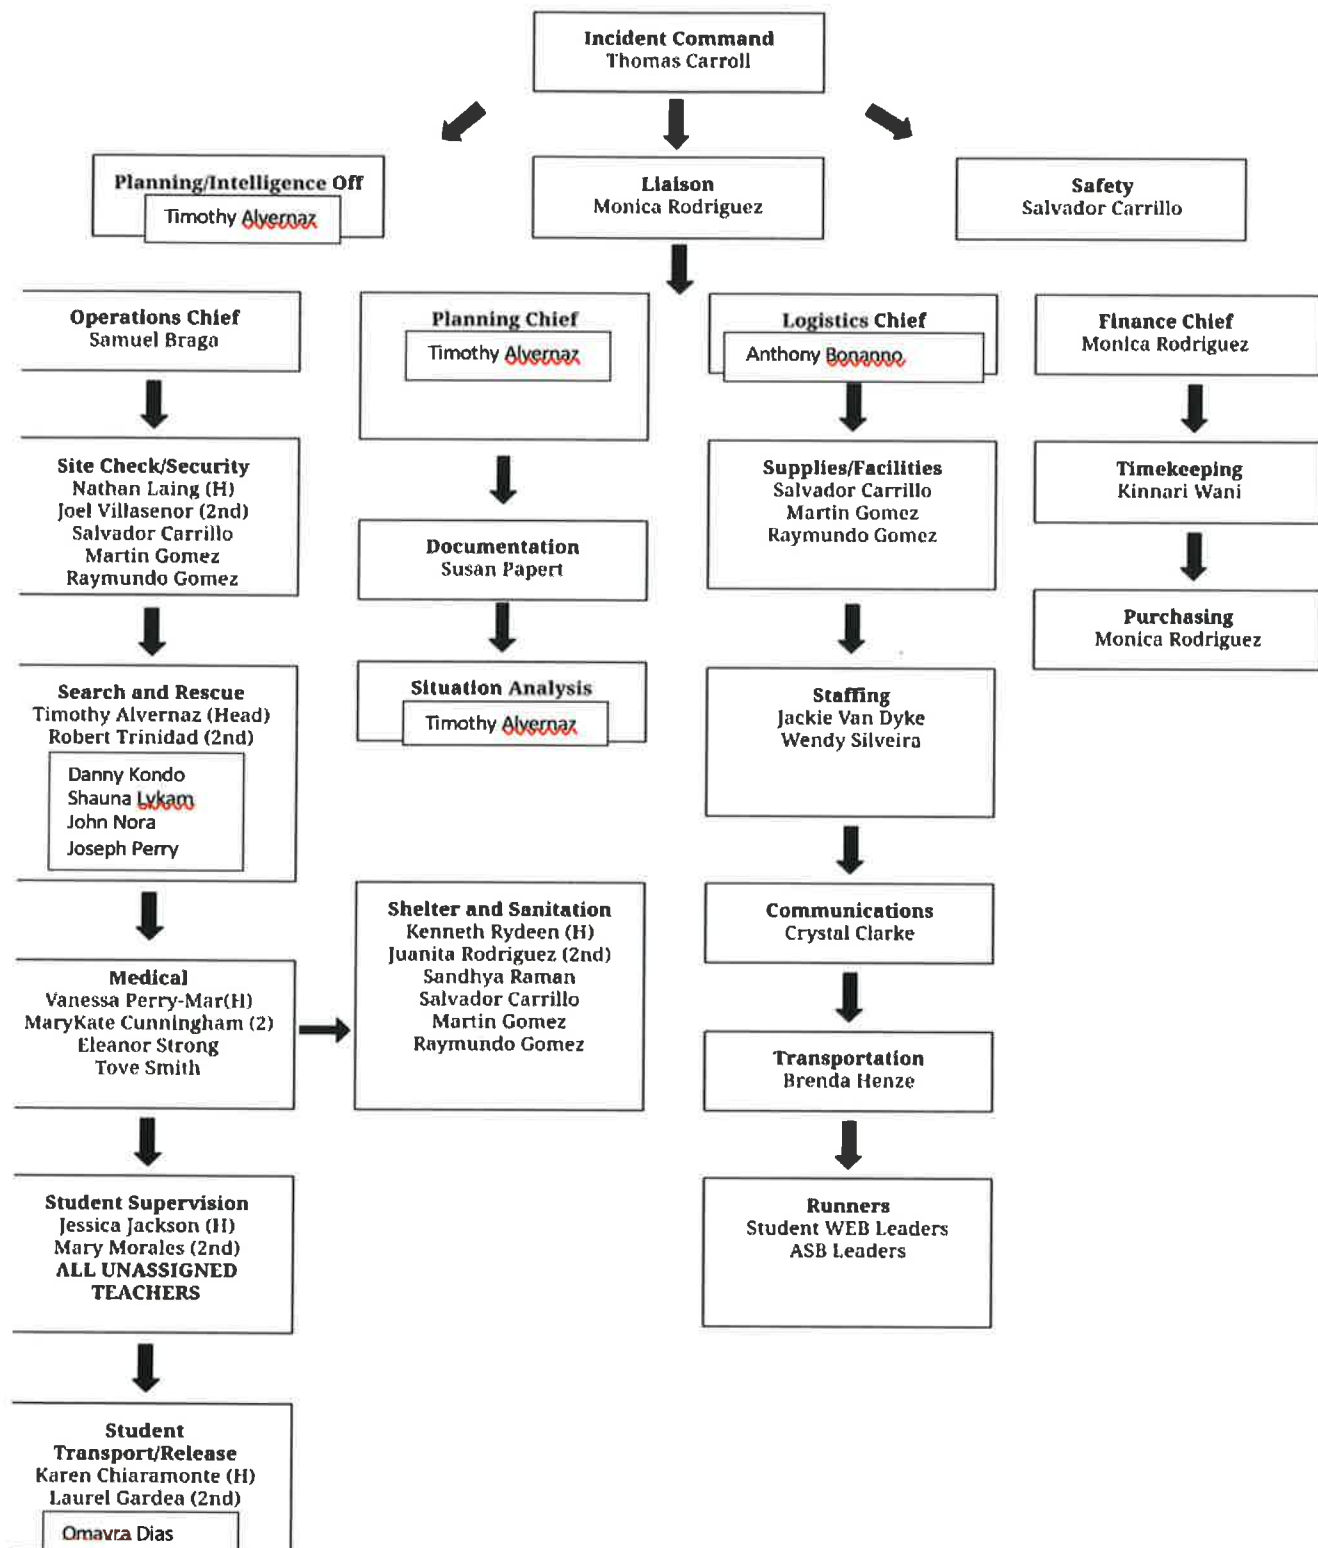 Incident Command
Thomas Carroll
Planning/Intelligence Off
Timothy Alvernaz
Liaison
Monica Rodriguez
Safety
Salvador Carrillo
Operations Chief
Samuel Braga
Planning Chief
Timothy Alvernaz
Logistics Chief
Anthony Bonanno
Finance Chief
Monica Rodriguez
Site Check/Security
Nathan Laing (H)
Joel Villasenor (2nd)
Salvador Carrillo
Martin Gomez
Raymundo Gomez
Documentation
Susan Papert
Supplies/Facilities
Salvador Carrillo
Martin Gomez
Raymundo Gomez
Timekeeping
Kinnari Wani
Purchasing
Monica Rodriguez
Search and Rescue
Timothy Alvernaz (Head)
Robert Trinidad (2nd)
Danny Kondo
Shauna Lykam
John Nora
Joseph Perry
Situation Analysis
Timothy Alvernaz
Staffing
Jackie Van Dyke
Wendy Silveira
Medical
Vanessa Perry-Mar(H)
MaryKate Cunningham (2)
Eleanor Strong
Tove Smith
Shelter and Sanitation
Kenneth Rydeen (H)
Juanita Rodriguez (2nd)
Sandhya Raman
Salvador Carrillo
Martin Gomez
Raymundo Gomez
Communications
Crystal Clarke
Transportation
Brenda Henze
Student Supervision
Jessica Jackson (H)
Mary Morales (2nd)
ALL UNASSIGNED
TEACHERS
Runners
Student WEB Leaders
ASB Leaders
Student
Transport/Release
Karen Chiaramonte (H)
Laurel Gardea (2nd)
Omayra Dias